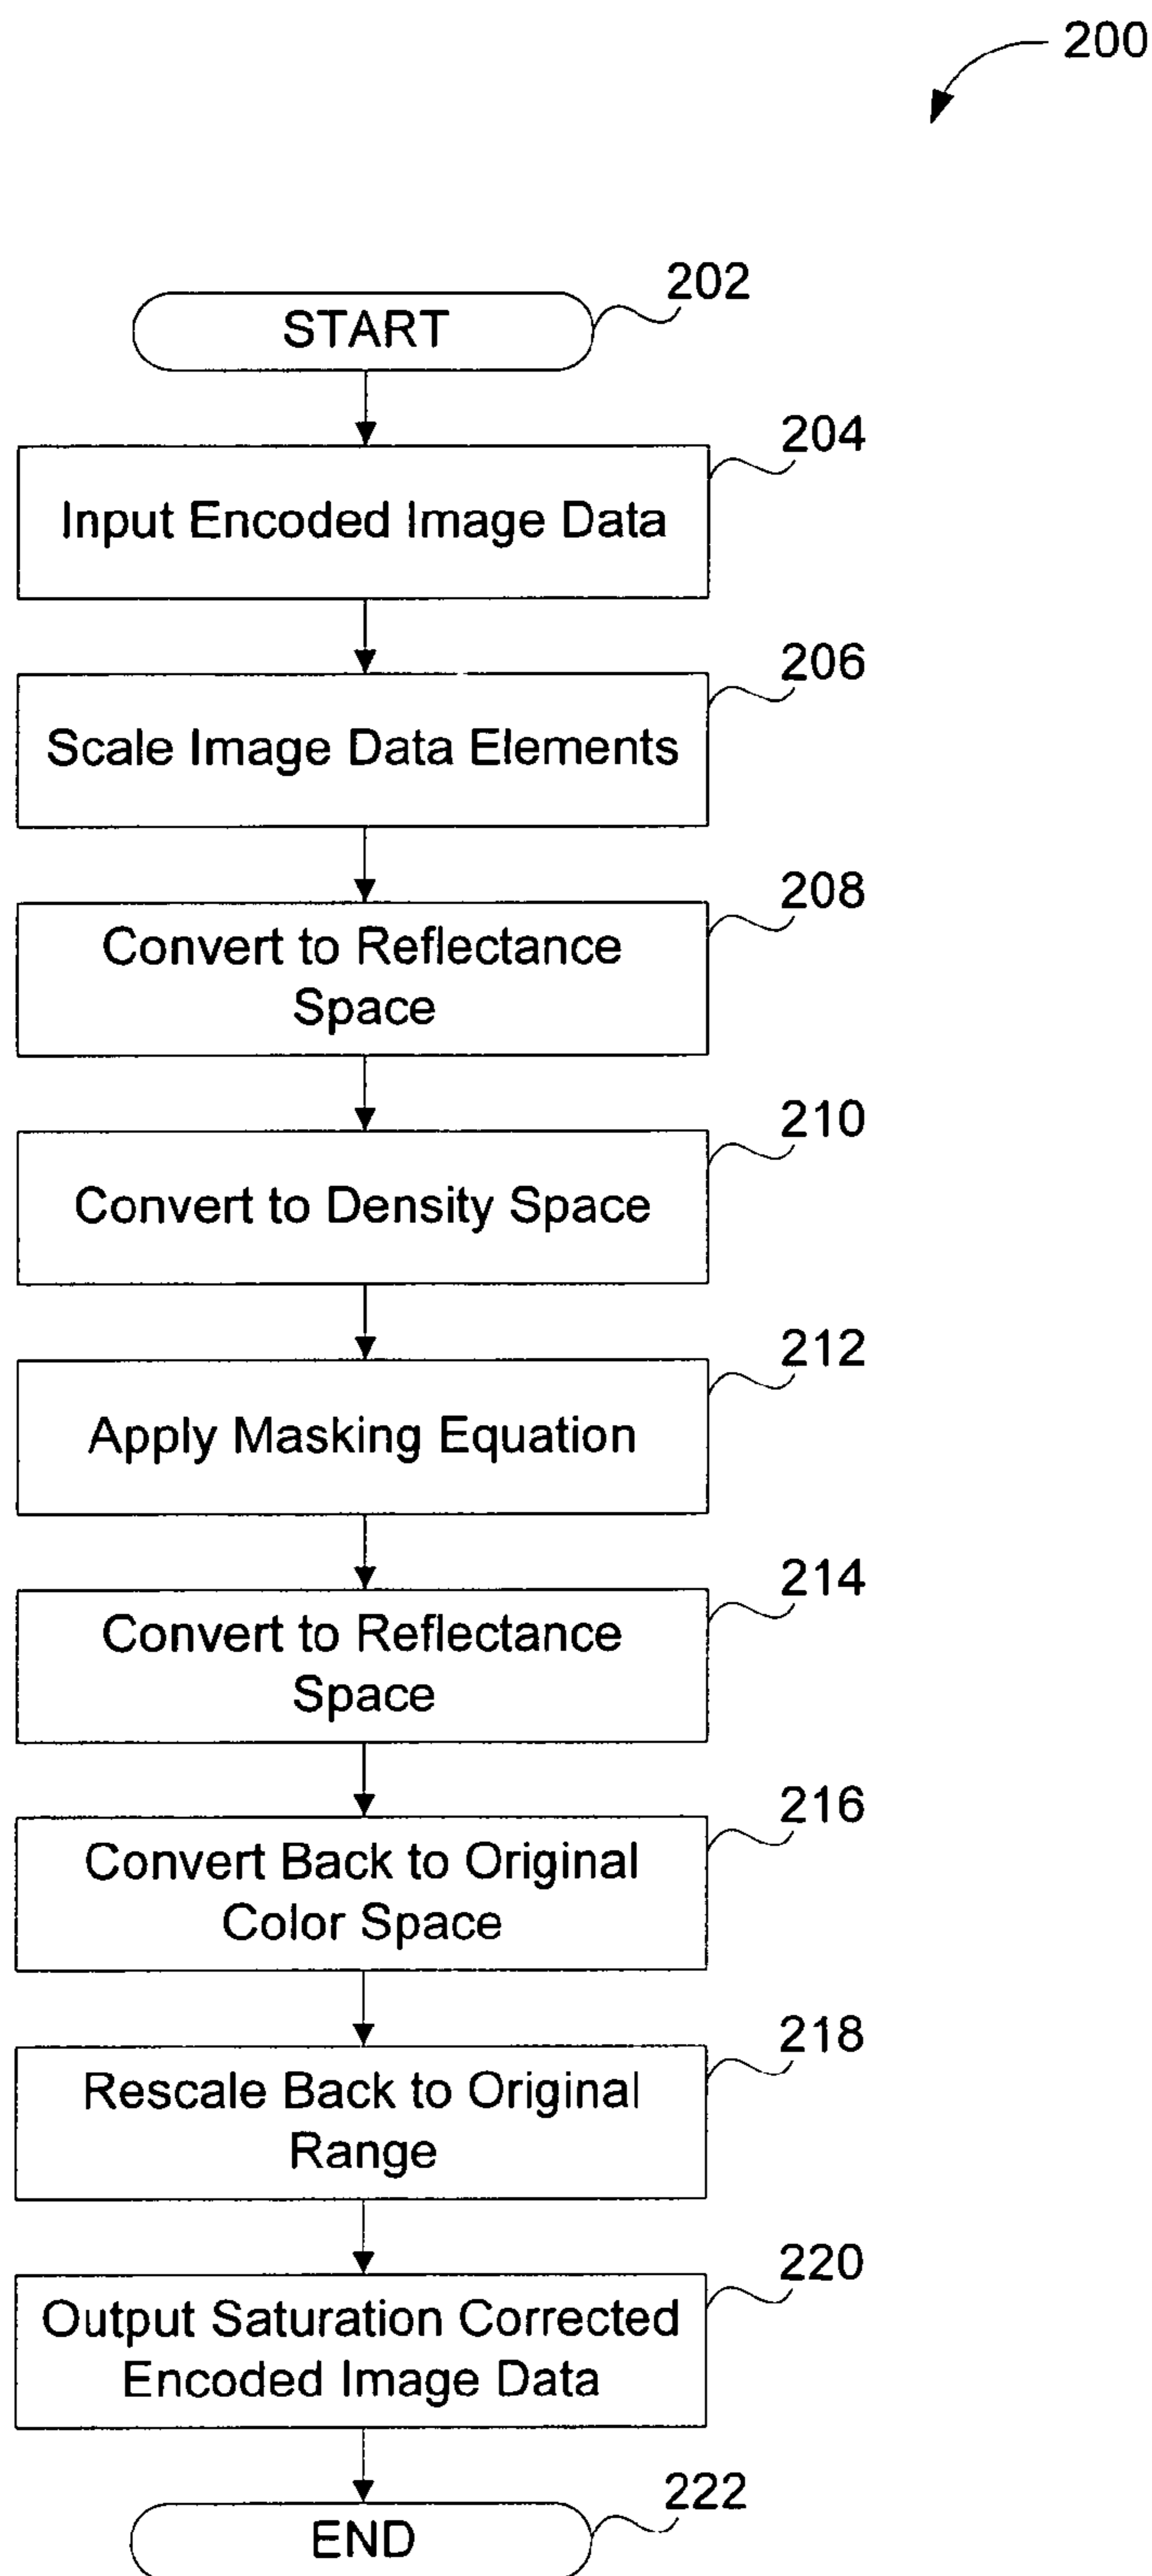 200
202
START
204
Input Encoded Image Data
206
Scale Image Data Elements
208
Convert to Reflectance
Space
210
Convert to Density Space
212
Apply Masking Equation
214
Convert to Reflectance
Space
216
Convert Back to Original
Color Space
218
Rescale Back to Original
Range
220
Output Saturation Corrected
Encoded Image Data
222
END